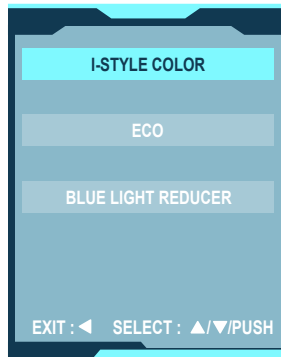 I-STYLE COLOR
ECO
BLUE LIGHT REDUCER
EXIT : ◀ SELECT : ▲/▼/PUSH